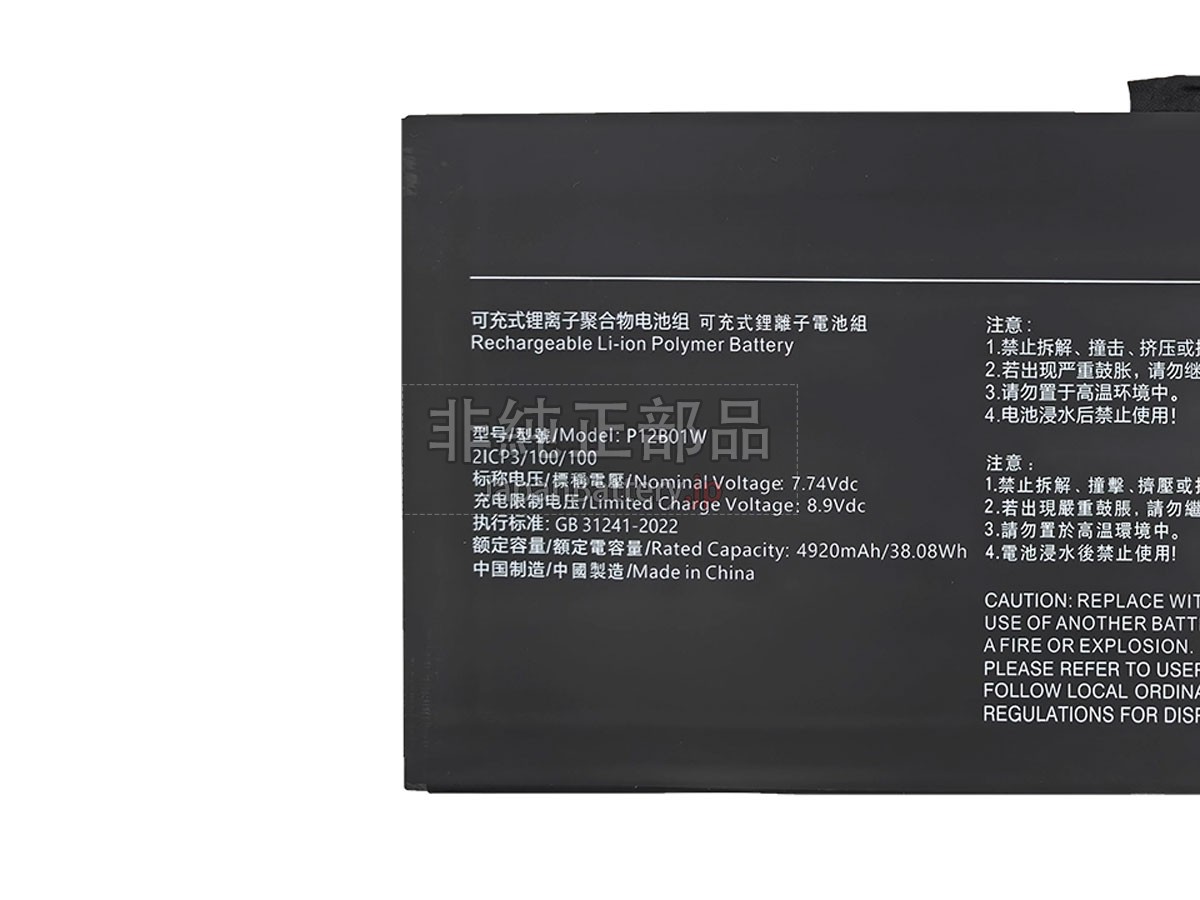 可充式锂离子聚合物电池组 可充式鋰離子電池組
Rechargeable Li-ion Polymer Battery
非純正部品
JapanBattery.jp
型号/型號/Model: P12B01W
2ICP3/100/100
标称电压/標稱電壓/Nominal Voltage: 7.74Vdc
充电限制电压/Limited Charge Voltage: 8.9Vdc
执行标准: GB 31241-2022
额定容量/額定電容量/Rated Capacity: 4920mAh/38.08Wh
中国制造/中國製造/Made in China
注意:
1.禁止拆解、撞击、挤压或
2.若出现严重鼓胀，请勿继
3.请勿置于高温环境中。
4.电池浸水后禁止使用!
注意:
1.禁止拆解、撞擊、擠壓或
2.若出現嚴重鼓脹，請勿繼
3.請勿置於高温環境中。
4.電池浸水後禁止使用!
CAUTION: REPLACE WIT
USE OF ANOTHER BATT
A FIRE OR EXPLOSION.
PLEASE REFER TO USER
FOLLOW LOCAL ORDINA
REGULATIONS FOR DISP